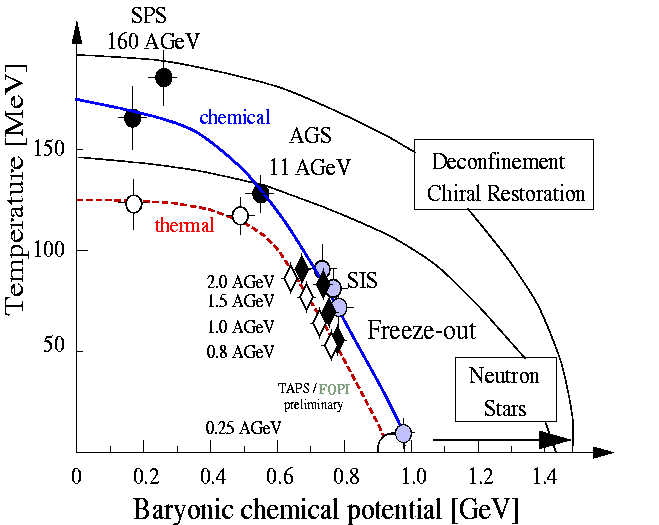 SPS
160 AGeV
Temperature [MeV]
150
100
50
chemical
AGS
11 AGeV
Deconfinement
Chiral Restoration
thermal
2.0 AGeV
1.5 AGeV
1.0 AGeV
0.8 AGeV
SIS
Freeze-out
TAPS / FOPI
preliminary
Neutron
Stars
0.25 AGeV
0
0.2
0.4
0.6
0.8
1.0
1.2
1.4
Baryonic chemical potential [GeV]